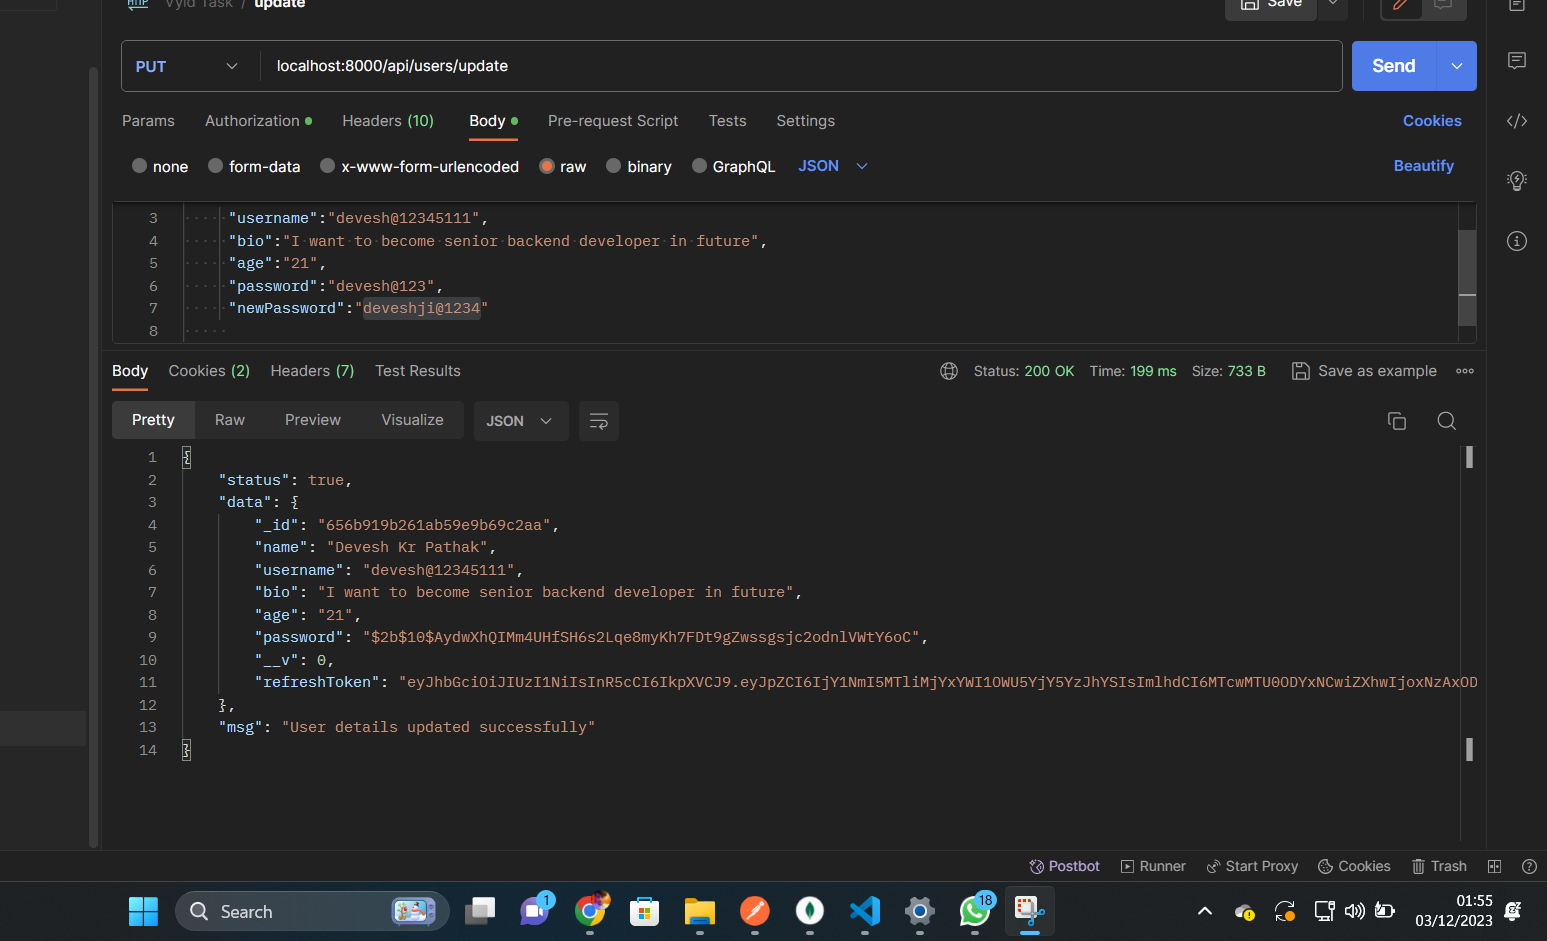 HTTP Vyld Task / update
Save
PUT
localhost:8000/api/users/update
Send
Params
Authorization
Headers (10)
Body
Pre-request Script
Tests
Settings
Cookies
none
form-data
x-www-form-urlencoded
raw
binary
GraphQL
JSON
Beautify
3 "username":"devesh@12345111",
4 "bio":"I want to become senior backend developer in future",
5 "age":"21",
6 "password":"devesh@123",
7 "newPassword":"deveshji@1234"
8
Body
Cookies (2)
Headers (7)
Test Results
Status: 200 OK
Time: 199 ms
Size: 733 B
Save as example
Pretty
Raw
Preview
Visualize
JSON
1 {
2 "status": true,
3 "data": {
4 "_id": "656b919b261ab59e9b69c2aa",
5 "name": "Devesh Kr Pathak",
6 "username": "devesh@12345111",
7 "bio": "I want to become senior backend developer in future",
8 "age": "21",
9 "password": "$2b$10$AydwXhQIMm4UHfSH6s2Lqe8myKh7FDt9gZwssgsjc2odnlVWtY6oC",
10 "__v": 0,
11 "refreshToken": "eyJhbGciOiJIUzI1NiIsInR5cCI6IkpXVCJ9.eyJpZCI6IjY1NmI5MTliMjYxYWI1OWU5YjY5YzJhYSIsImlhdCI6MTcwMTU0ODYxNCwiZXhwIjoxNzAxOD
12 },
13 "msg": "User details updated successfully"
14 }
Postbot
Runner
Start Proxy
Cookies
Trash
Search
1
18
01:55
03/12/2023